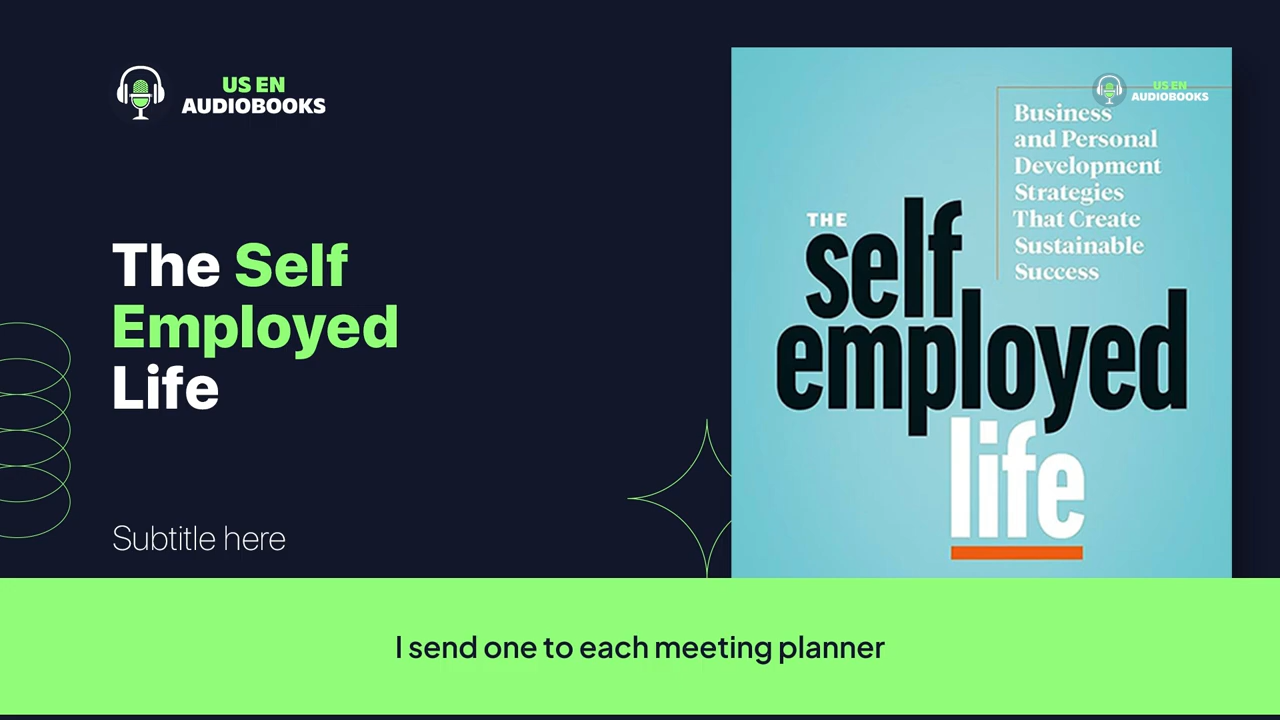 US EN
AUDIOBOOKS
The Self
Employed
Life
Subtitle here
US EN
AUDIOBOOKS
Business
and Personal
Development
Strategies
That Create
Sustainable
Success
THE
self
employed
life
I send one to each meeting planner